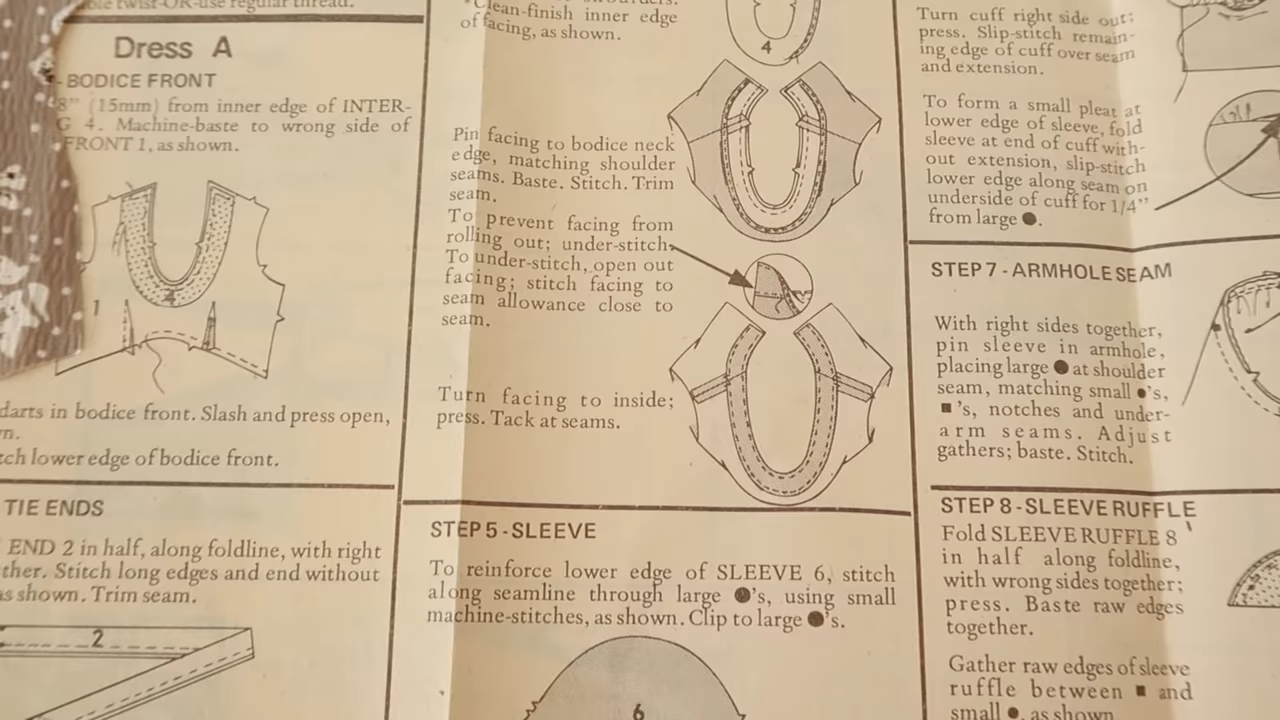 twist-OR-use regular thread.
Dress A
- BODICE FRONT
8" (15mm) from inner edge of INTER-
G 4. Machine-baste to wrong side of
FRONT 1, as shown.
4
1
darts in bodice front. Slash and press open,
n.
ch lower edge of bodice front.
TIE ENDS
END 2 in half, along foldline, with right
ther. Stitch long edges and end without
as shown. Trim seam.
2
Clean-finish inner edge
of facing, as shown.
4
Pin facing to bodice neck
edge, matching shoulder
seams. Baste. Stitch. Trim
seam.
To prevent facing from
rolling out; under-stitch.
To under-stitch, open out
facing; stitch facing to
seam allowance close to
seam.
Turn facing to inside;
press. Tack at seams.
STEP 5 - SLEEVE
To reinforce lower edge of SLEEVE 6, stitch
along seamline through large ●'s, using small
machine-stitches, as shown. Clip to large ●'s.
6
Turn cuff right side out;
press. Slip-stitch remain-
ing edge of cuff over seam
and extension.
To form a small pleat at
lower edge of sleeve, fold
sleeve at end of cuff with-
out extension, slip-stitch
lower edge along seam on
underside of cuff for 1/4"
from large ●.
STEP 7 - ARMHOLE SEAM
With right sides together,
pin sleeve in armhole,
placing large ● at shoulder
seam, matching small ●'s,
■'s, notches and under-
arm seams. Adjust
gathers; baste. Stitch.
STEP 8 - SLEEVE RUFFLE
Fold SLEEVE RUFFLE 8
in half along foldline,
with wrong sides together;
press. Baste raw edges
together.
Gather raw edges of sleeve
ruffle between ■ and
small ●, as shown